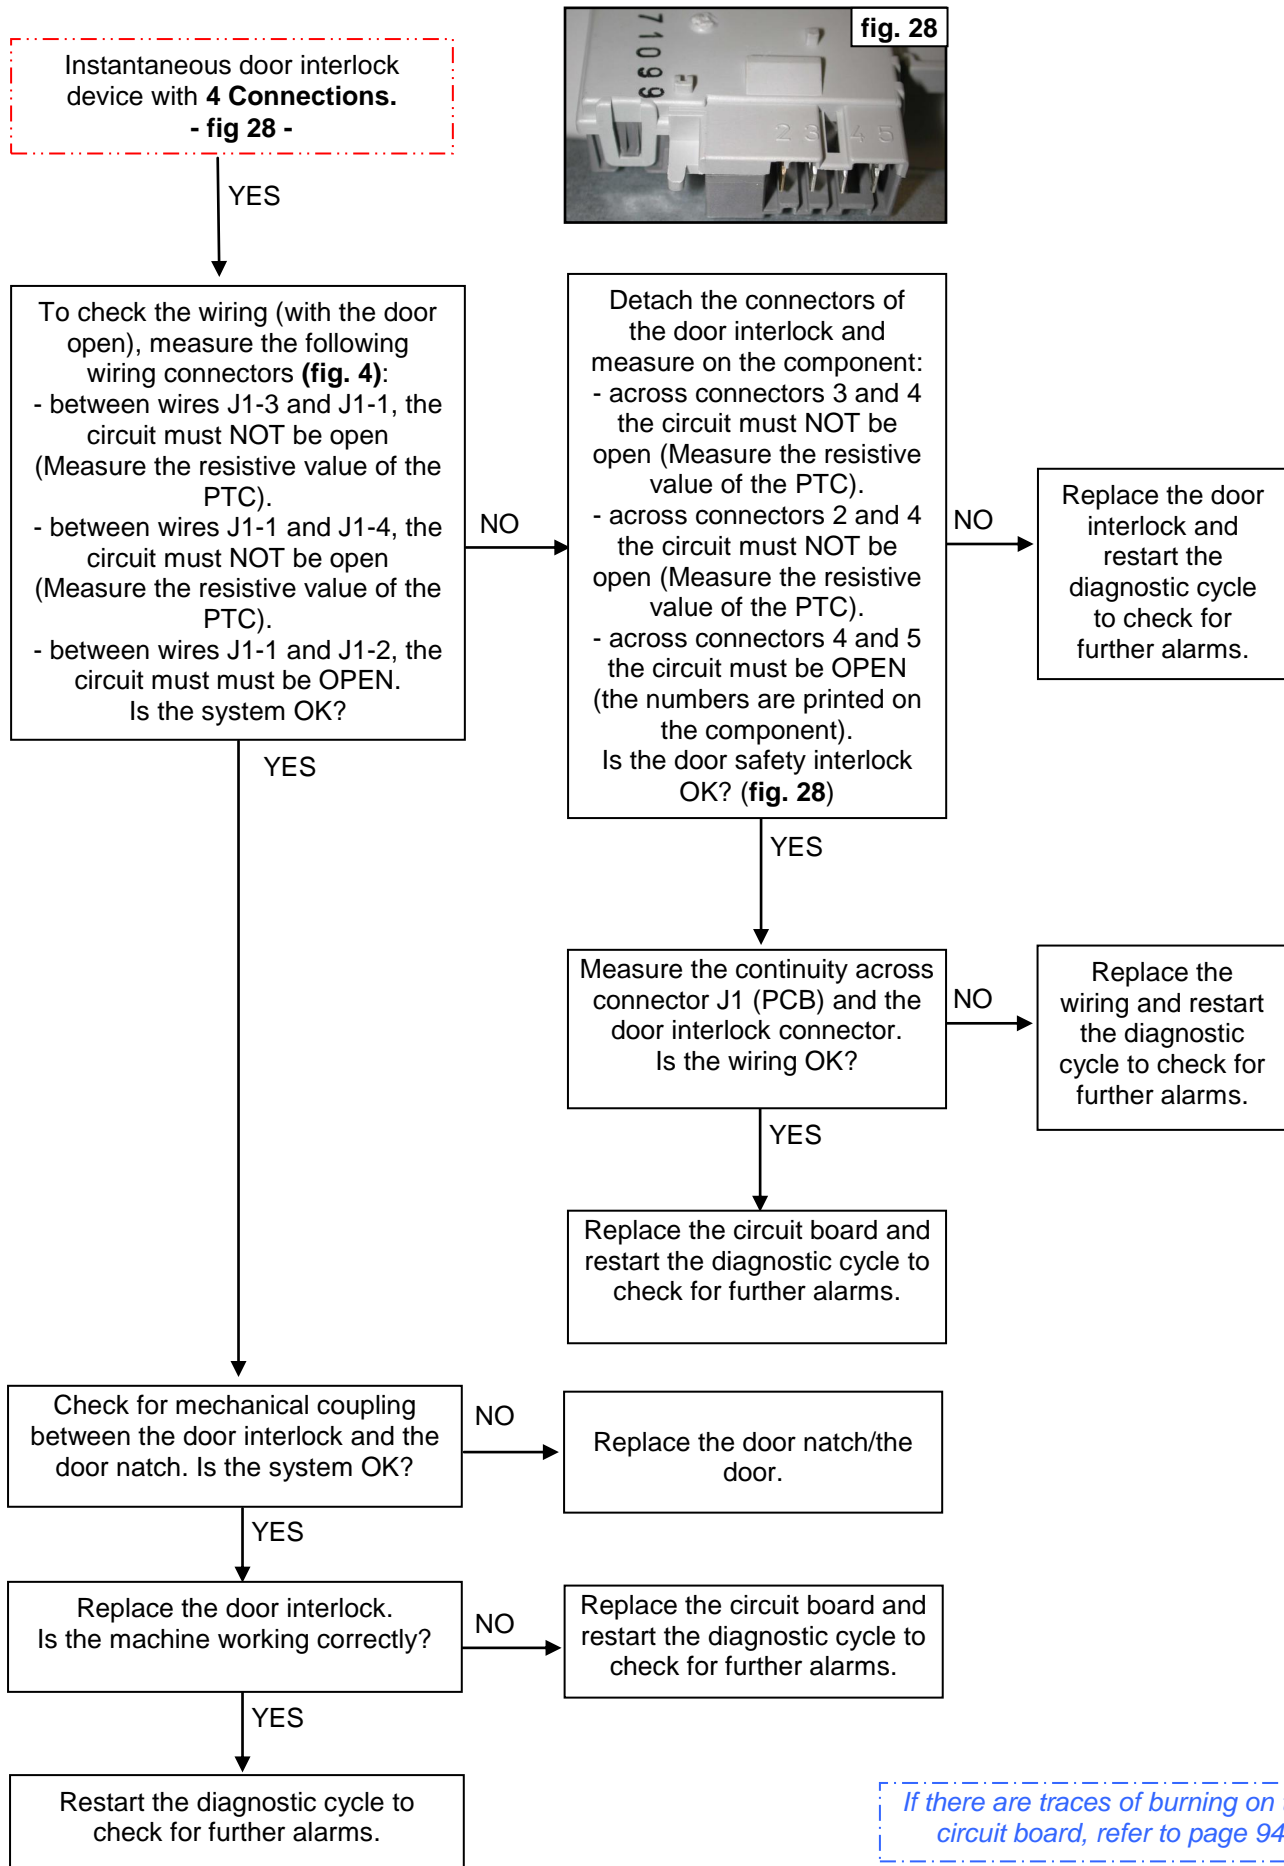 Instantaneous door interlock
device with 4 Connections.
- fig 28 -
fig. 28
71099
2 3 4 5
YES
To check the wiring (with the door
open), measure the following
wiring connectors (fig. 4):
- between wires J1-3 and J1-1, the
circuit must NOT be open
(Measure the resistive value of the
PTC).
- between wires J1-1 and J1-4, the
circuit must NOT be open
(Measure the resistive value of the
PTC).
- between wires J1-1 and J1-2, the
circuit must must be OPEN.
Is the system OK?
NO
Detach the connectors of
the door interlock and
measure on the component:
- across connectors 3 and 4
the circuit must NOT be
open (Measure the resistive
value of the PTC).
- across connectors 2 and 4
the circuit must NOT be
open (Measure the resistive
value of the PTC).
- across connectors 4 and 5
the circuit must be OPEN
(the numbers are printed on
the component).
Is the door safety interlock
OK? (fig. 28)
NO
Replace the door
interlock and
restart the
diagnostic cycle
to check for
further alarms.
YES
YES
Measure the continuity across
connector J1 (PCB) and the
door interlock connector.
Is the wiring OK?
NO
Replace the
wiring and restart
the diagnostic
cycle to check for
further alarms.
YES
Replace the circuit board and
restart the diagnostic cycle to
check for further alarms.
Check for mechanical coupling
between the door interlock and the
door natch. Is the system OK?
NO
Replace the door natch/the
door.
YES
Replace the door interlock.
Is the machine working correctly?
NO
Replace the circuit board and
restart the diagnostic cycle to
check for further alarms.
YES
Restart the diagnostic cycle to
check for further alarms.
If there are traces of burning on
circuit board, refer to page 94